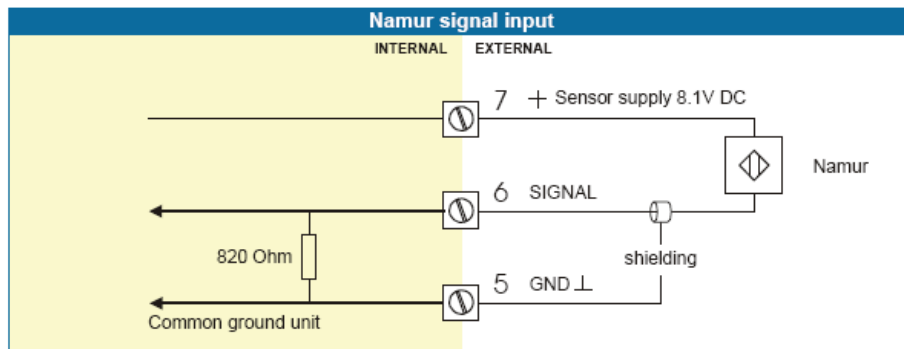 Namur signal input
INTERNAL EXTERNAL
7 + Sensor supply 8.1V DC
Namur
6 SIGNAL
820 Ohm
shielding
5 GND ⊥
Common ground unit